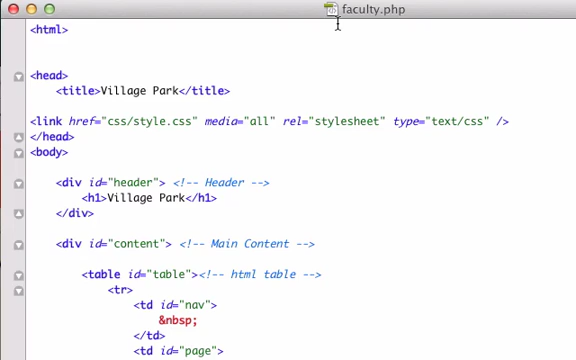 faculty.php
<html>
<head>
<title>Village Park</title>
<link href="css/style.css" media="all" rel="stylesheet" type="text/css" />
</head>
<body>
<div id="header"> <!-- Header -->
<h1>Village Park</h1>
</div>
<div id="content"> <!-- Main Content -->
<table id="table"><!-- html table -->
<tr>
<td id="nav">
&nbsp;
</td>
<td id="page">